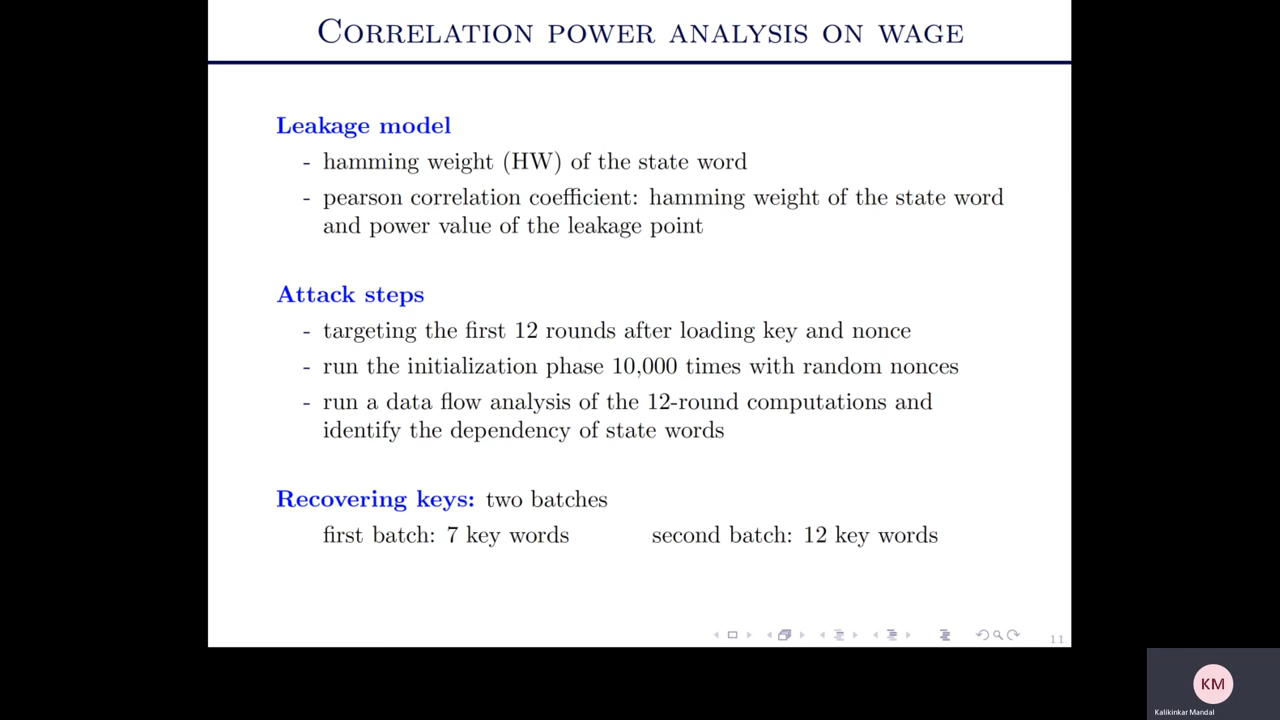 CORRELATION POWER ANALYSIS ON WAGE
Leakage model
- hamming weight (HW) of the state word
- pearson correlation coefficient: hamming weight of the state word
and power value of the leakage point
Attack steps
- targeting the first 12 rounds after loading key and nonce
- run the initialization phase 10,000 times with random nonces
- run a data flow analysis of the 12-round computations and
identify the dependency of state words
Recovering keys: two batches
first batch: 7 key words second batch: 12 key words
11
KM
Kalikinkar Mandal